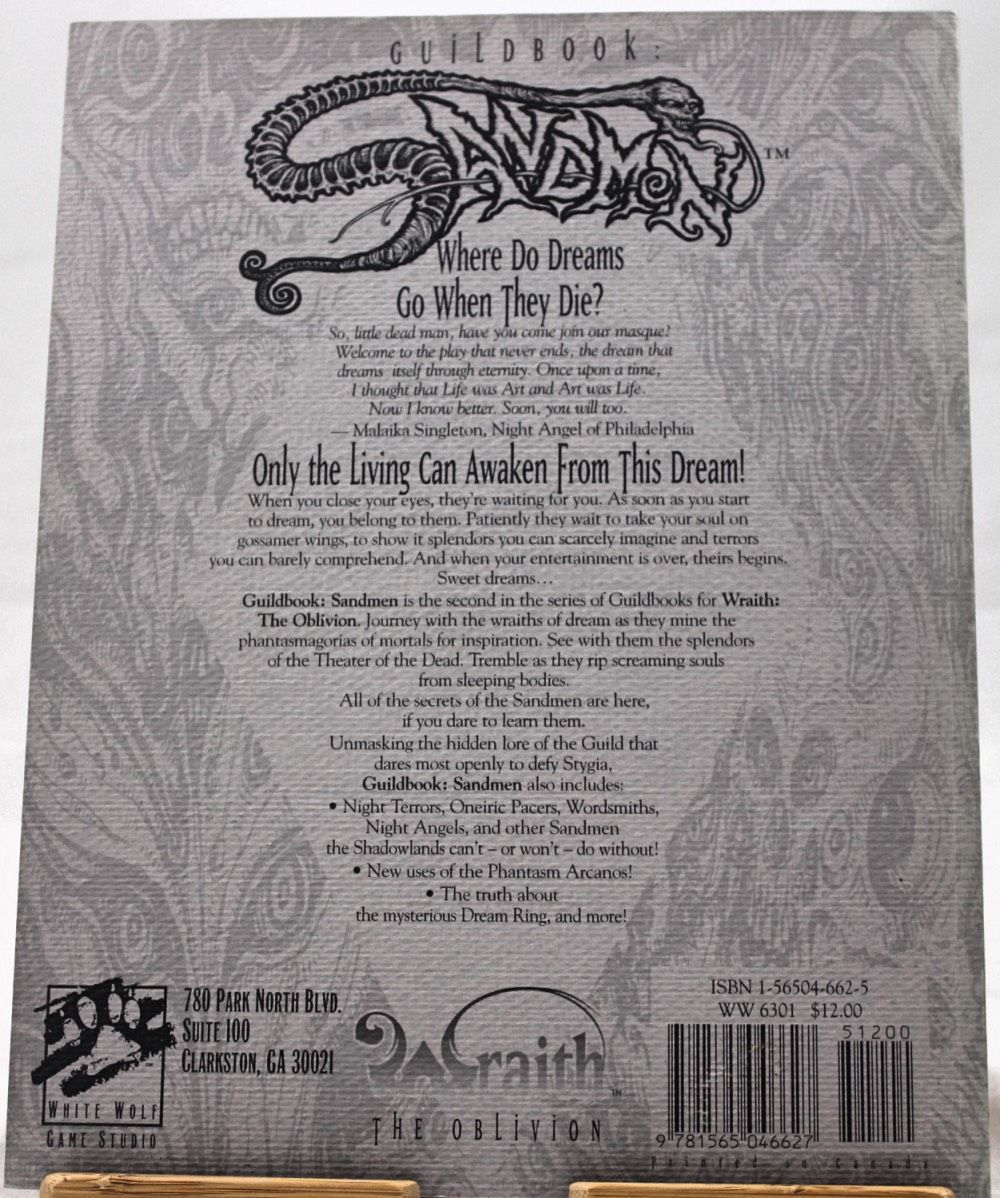 GUILDBOOK:
SANDMEN™
Where Do Dreams
Go When They Die?
So, little dead man, have you come join our masque?
Welcome to the play that never ends, the dream that
dreams itself through eternity. Once upon a time,
I thought that Life was Art and Art was Life.
Now I know better. Soon, you will too.
— Malaika Singleton, Night Angel of Philadelphia
Only the Living Can Awaken From This Dream!
When you close your eyes, they're waiting for you. As soon as you start
to dream, you belong to them. Patiently they wait to take your soul on
gossamer wings, to show it splendors you can scarcely imagine and terrors
you can barely comprehend. And when your entertainment is over, theirs begins.
Sweet dreams…
Guildbook: Sandmen is the second in the series of Guildbooks for Wraith:
The Oblivion. Journey with the wraiths of dream as they mine the
phantasmagorias of mortals for inspiration. See with them the splendors
of the Theater of the Dead. Tremble as they rip screaming souls
from sleeping bodies.
All of the secrets of the Sandmen are here,
if you dare to learn them.
Unmasking the hidden lore of the Guild that
dares most openly to defy Stygia,
Guildbook: Sandmen also includes:
• Night Terrors, Oneiric Pacers, Wordsmiths,
Night Angels, and other Sandmen
the Shadowlands can't – or won't – do without!
• New uses of the Phantasm Arcanos!
• The truth about
the mysterious Dream Ring, and more!
780 PARK NORTH BLVD.
SUITE 100
CLARKSTON, GA 30021
WHITE WOLF
GAME STUDIO
Wraith™
THE OBLIVION
ISBN 1-56504-662-5
WW 6301 $12.00
51200
9 781565 046627
Printed in Canada